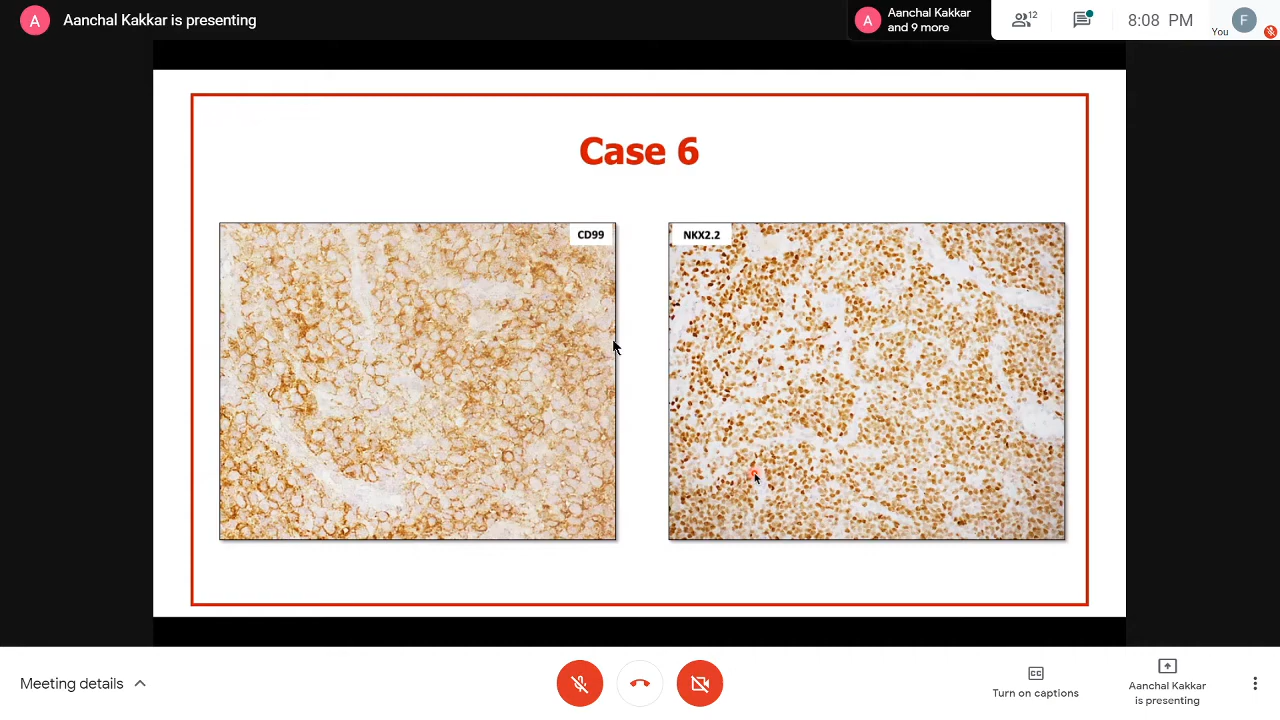 A
Aanchal Kakkar is presenting
A
Aanchal Kakkar
and 9 more
12
8:08 PM
You
F
Case 6
CD99
NKX2.2
Meeting details
CC
Turn on captions
Aanchal Kakkar
is presenting